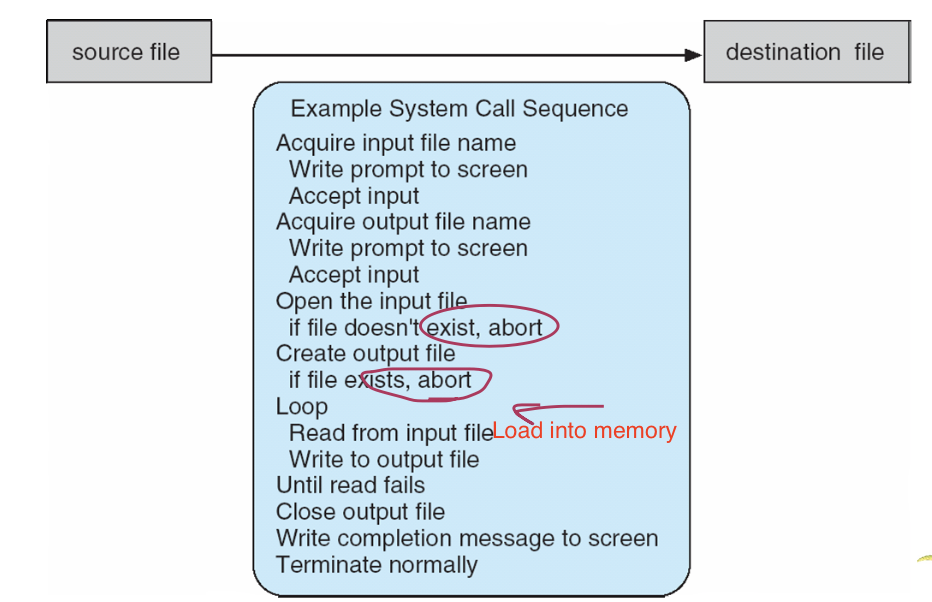 source file
destination file
Example System Call Sequence
Acquire input file name
Write prompt to screen
Accept input
Acquire output file name
Write prompt to screen
Accept input
Open the input file
if file doesn't exist, abort
Create output file
if file exists, abort
Loop
Read from input file
Load into memory
Write to output file
Until read fails
Close output file
Write completion message to screen
Terminate normally